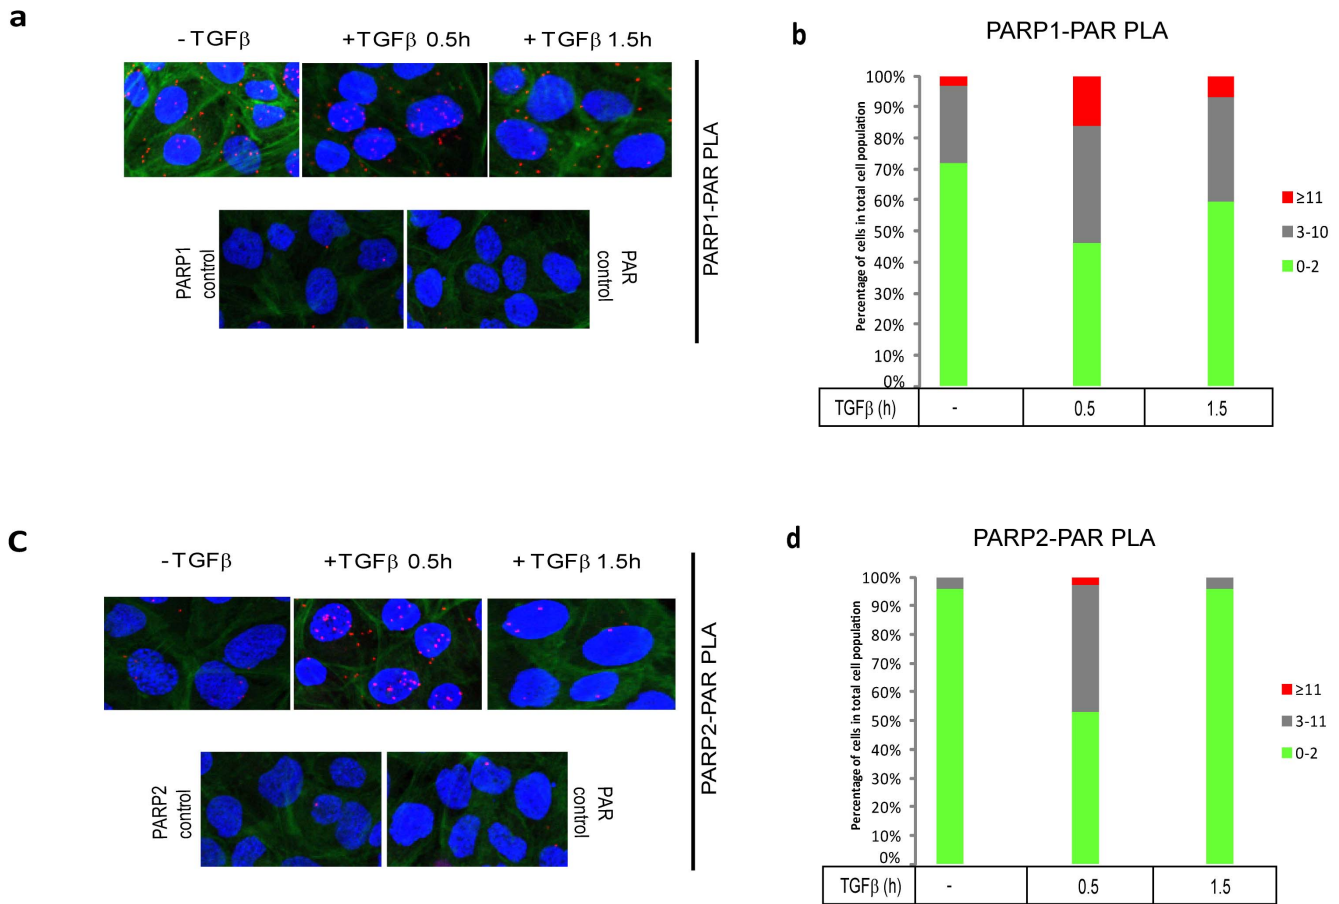 a
- TGFβ
+TGFβ 0.5h
+ TGFβ 1.5h
PARP1-PAR PLA
PARP1
control
PAR
control
b
PARP1-PAR PLA
Percentage of cells in total cell population
100%
90%
80%
70%
60%
50%
40%
30%
20%
10%
0%
≥11
3-10
0-2
TGFβ (h) - 0.5 1.5
C
-TGFβ
+TGFβ 0.5h
+ TGFβ 1.5h
PARP2-PAR PLA
PARP2
control
PAR
control
d
PARP2-PAR PLA
Percentage of cells in total cell population
100%
90%
80%
70%
60%
50%
40%
30%
20%
10%
0%
≥11
3-11
0-2
TGFβ (h) - 0.5 1.5